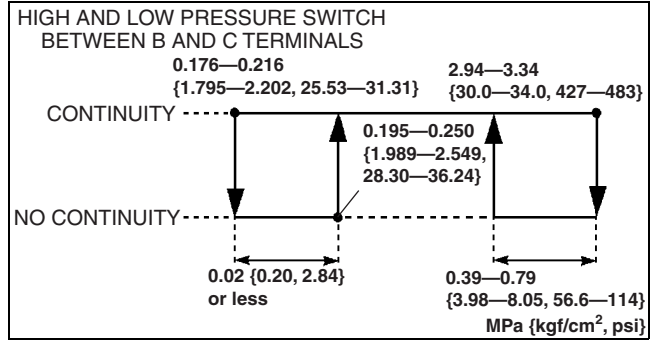 HIGH AND LOW PRESSURE SWITCH
BETWEEN B AND C TERMINALS
0.176—0.216
{1.795—2.202, 25.53—31.31}
2.94—3.34
{30.0—34.0, 427—483}
CONTINUITY
0.195—0.250
{1.989—2.549,
28.30—36.24}
NO CONTINUITY
0.02 {0.20, 2.84}
or less
0.39—0.79
{3.98—8.05, 56.6—114}
MPa {kgf/cm², psi}